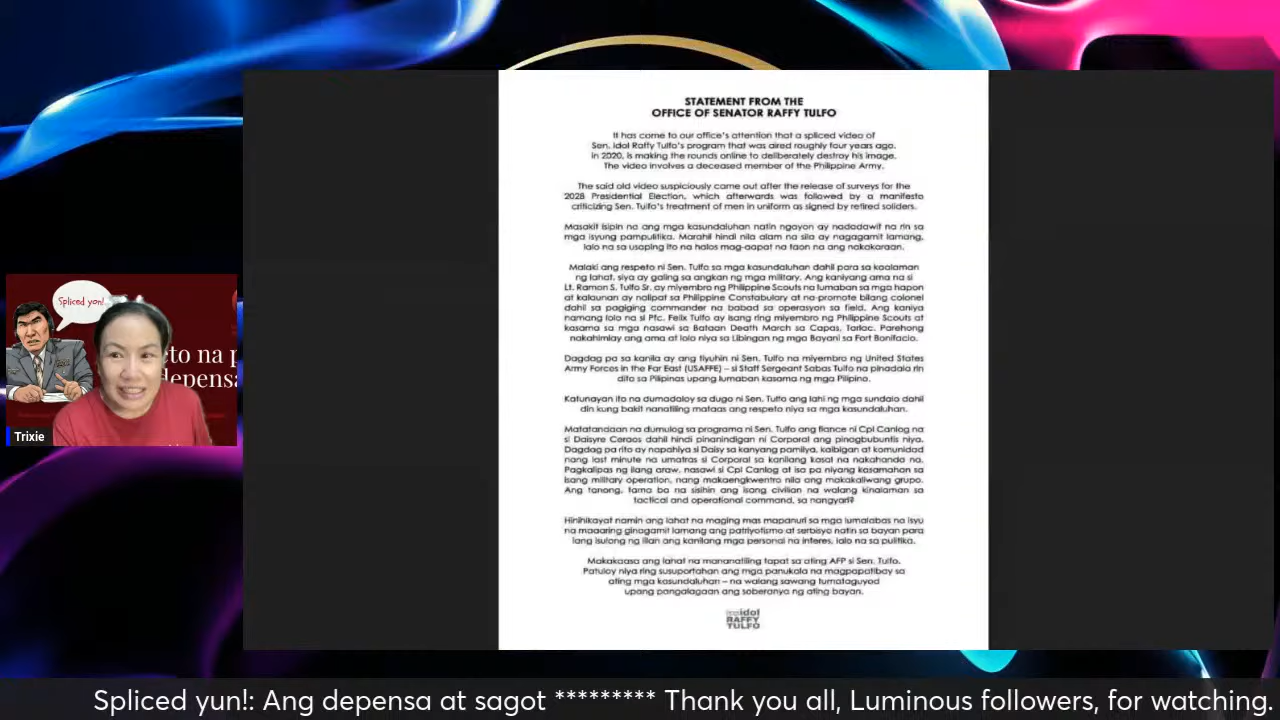 STATEMENT FROM THE
OFFICE OF SENATOR RAFFY TULFO
It has come to our office's attention that a spliced video of
Sen. Idol Raffy Tulfo's program that was aired roughly four years ago,
in 2020, is making the rounds online to deliberately destroy his image.
The video involves a deceased member of the Philippine Army.
The said old video suspiciously came out after the release of surveys for the
2028 Presidential Election, which afterwards was followed by a manifesto
criticizing Sen. Tulfo's treatment of men in uniform as signed by retired soliders.
Masakit isipin na ang mga kasundaluhan natin ngayon ay nadadawit na rin sa
mga isyung pampulitika. Marahil hindi nila alam na sila ay nagagamit lamang,
lalo na sa usaping ito na halos mag-aapat na taon na ang nakakaraan.
Malaki ang respeto ni Sen. Tulfo sa mga kasundaluhan dahil para sa kaalaman
ng lahat, siya ay galing sa angkan ng mga military. Ang kaniyang ama na si
Lt. Ramon S. Tulfo Sr. ay miyembro ng Philippine Scouts na lumaban sa mga hapon
at kalaunan ay nalipat sa Philippine Constabulary at na-promote bilang colonel
dahil sa pagiging commander na babad sa operasyon sa field. Ang kaniya
namang lolo na si Pfc. Felix Tulfo ay isang ring miyembro ng Philippine Scouts at
kasama sa mga nasawi sa Bataan Death March sa Capas, Tarlac. Parehong
nakahimlay ang ama at lolo niya sa Libingan ng mga Bayani sa Fort Bonifacio.
Dagdag pa sa kanila ay ang tiyuhin ni Sen. Tulfo na miyembro ng United States
Army Forces in the Far East (USAFFE) – si Staff Sergeant Sabas Tulfo na pinadala rin
dito sa Pilipinas upang lumaban kasama ng mga Pilipino.
Katunayan ito na dumadaloy sa dugo ni Sen. Tulfo ang lahi ng mga sundalo dahil
din kung bakit nanatiling mataas ang respeto niya sa mga kasundaluhan.
Matatandaan na dumulog sa programa ni Sen. Tulfo ang fiance ni Cpl Canlog na
si Daisyre Ceraos dahil hindi pinanindigan ni Corporal ang pinagbubuntis niya.
Dagdag pa rito ay napahiya si Daisy sa kanyang pamilya, kaibigan at komunidad
nang last minute na umatras si Corporal sa kanilang kasal na nakahanda na.
Pagkalipas ng ilang araw, nasawi si Cpl Canlog at isa pa niyang kasamahan sa
isang military operation, nang makaengkwentro nila ang makakaliwang grupo.
Ang tanong, tama ba na sisihin ang isang civilian na walang kinalaman sa
tactical and operational command, sa nangyari?
Hinihikayat namin ang lahat na maging mas mapanuri sa mga lumalabas na isyu
na maaring ginagamit lamang ang patriyotismo at serbisyo natin sa bayan para
lang isulong ng ilan ang kanilang mga personal na interes, lalo na sa pulitika.
Makakaasa ang lahat na mananatiling tapat sa ating AFP si Sen. Tulfo.
Patuloy niya ring susuportahan ang mga panukala na magpapatibay sa
ating mga kasundaluhan – na walang sawang tumataguyod
upang pangalagaan ang soberanya ng ating bayan.
idol
RAFFY
TULFO
Spliced yun!
eto na p
depensa
Trixie
Spliced yun!: Ang depensa at sagot ********* Thank you all, Luminous followers, for watching.